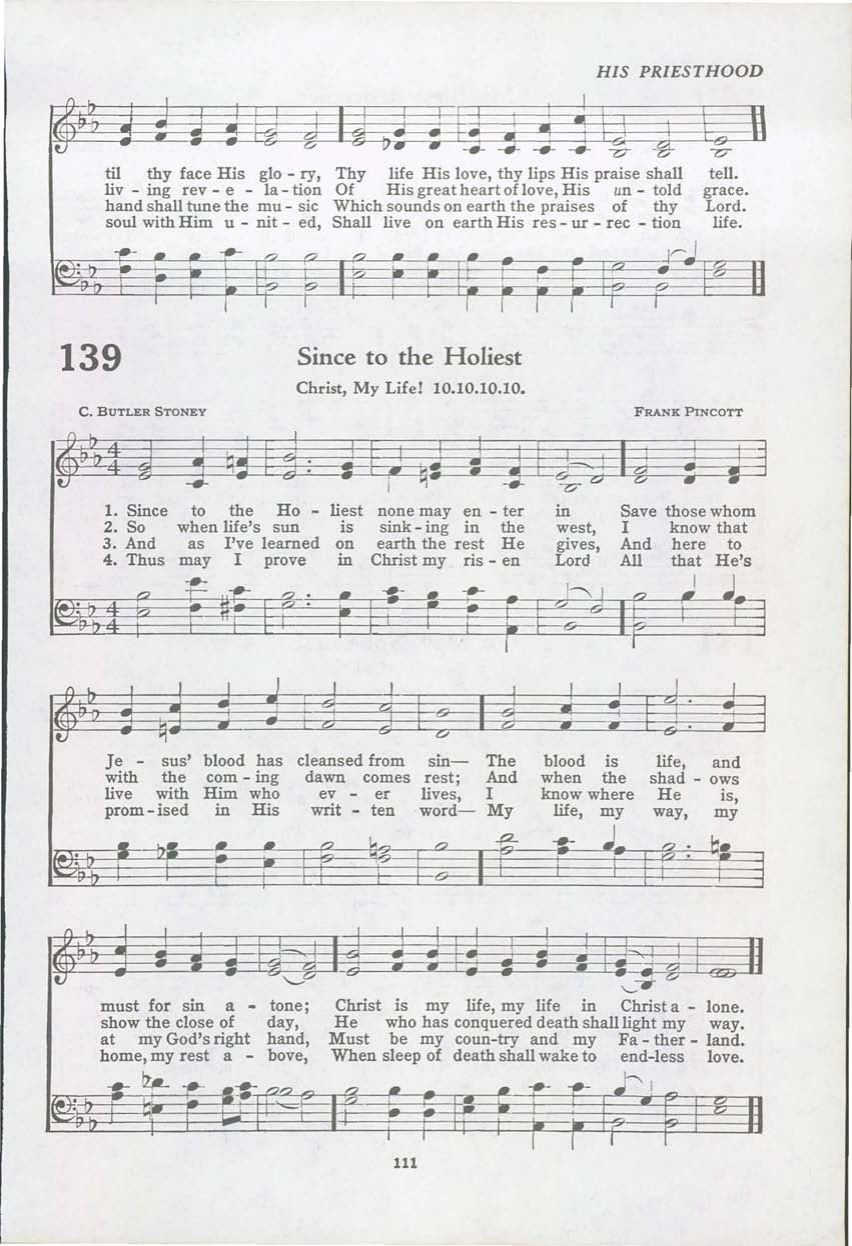 HIS PRIESTHOOD
til thy face His glo - ry, Thy life His love, thy lips His praise shall tell.
liv - ing rev - e - la - tion Of His great heart of love, His un - told grace.
hand shall tune the mu - sic Which sounds on earth the praises of thy Lord.
soul with Him u - nit - ed, Shall live on earth His res - ur - rec - tion life.
139
Since to the Holiest
Christ, My Life! 10.10.10.10.
C. BUTLER STONEY FRANK PINCOTT
4
4
1. Since to the Ho - liest none may en - ter in Save those whom
2. So when life's sun is sink - ing in the west, I know that
3. And as I've learned on earth the rest He gives, And here to
4. Thus may I prove in Christ my ris - en Lord All that He's
4
4
Je - sus' blood has cleansed from sin— The blood is life, and
with the com - ing dawn comes rest; And when the shad - ows
live with Him who ev - er lives, I know where He is,
prom - ised in His writ - ten word— My life, my way, my
must for sin a - tone; Christ is my life, my life in Christ a - lone.
show the close of day, He who has conquered death shall light my way.
at my God's right hand, Must be my coun-try and my Fa - ther - land.
home, my rest a - bove, When sleep of death shall wake to end-less love.
111